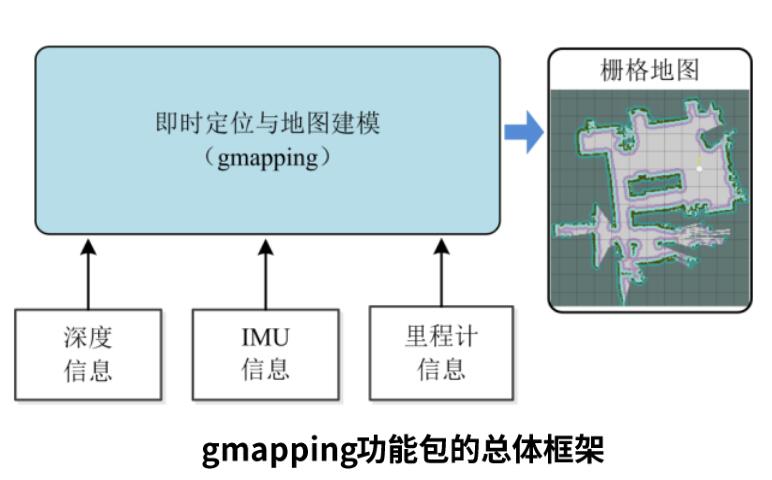 即时定位与地图建模
（gmapping）
栅格地图
深度
信息
IMU
信息
里程计
信息
gmapping功能包的总体框架